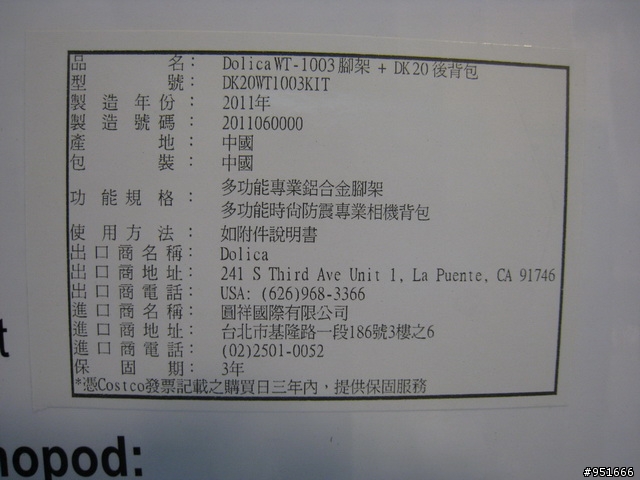 品名：DolicaWT-1003腳架 + DK20後背包
型號：DK20WT1003KIT
製造年份：2011年
製造號碼：2011060000
產地：中國
包裝：中國
功能規格：多功能專業鋁合金腳架
多功能時尚防震專業相機背包
使用方法：如附件說明書
出口商名稱：Dolica
出口商地址：241 S Third Ave Unit 1, La Puente, CA 91746
出口商電話：USA: (626)968-3366
進口商名稱：圓祥國際有限公司
進口商地址：台北市基隆路一段186號3樓之6
進口商電話：(02)2501-0052
保固期：3年
*憑Costco發票記載之購買日三年內，提供保固服務
t
nopod:
#951666